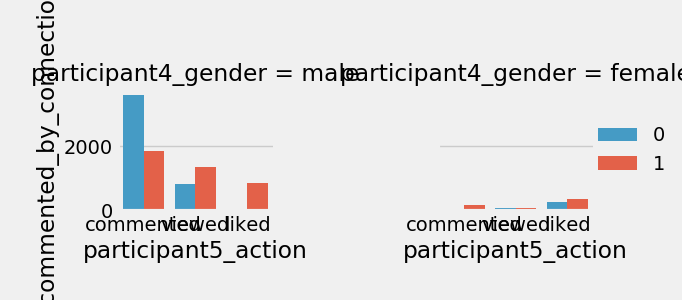 participant4_gender = male
participant4_gender = female
commented_by_connectio
2000
0
commented
viewed
liked
participant5_action
commented
viewed
liked
participant5_action
0
1